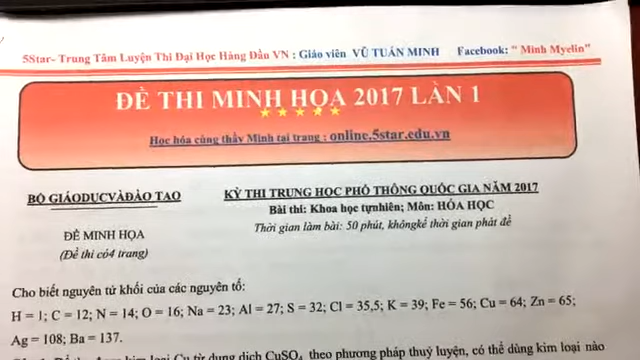 5Star- Trung Tâm Luyện Thi Đại Học Hàng Đầu VN : Giáo viên VŨ TUẤN MINH Facebook: " Minh Myelin"
ĐỀ THI MINH HỌA 2017 LẦN 1
Học hóa cùng thầy Minh tại trang : online.5star.edu.vn
BỘ GIÁODỤCVÀĐÀO TẠO
KỲ THI TRUNG HỌC PHỔ THÔNG QUỐC GIA NĂM 2017
Bài thi: Khoa học tựnhiên; Môn: HÓA HỌC
ĐỀ MINH HỌA
Thời gian làm bài: 50 phút, khôngkể thời gian phát đề
(Đề thi có4 trang)
Cho biết nguyên tử khối của các nguyên tố:
H = 1; C = 12; N = 14; O = 16; Na = 23; Al = 27; S = 32; Cl = 35,5; K = 39; Fe = 56; Cu = 64; Zn = 65;
Ag = 108; Ba = 137.
kim loại Cu từ dung dịch CuSO₄ theo phương pháp thuỷ luyện, có thể dùng kim loại nào